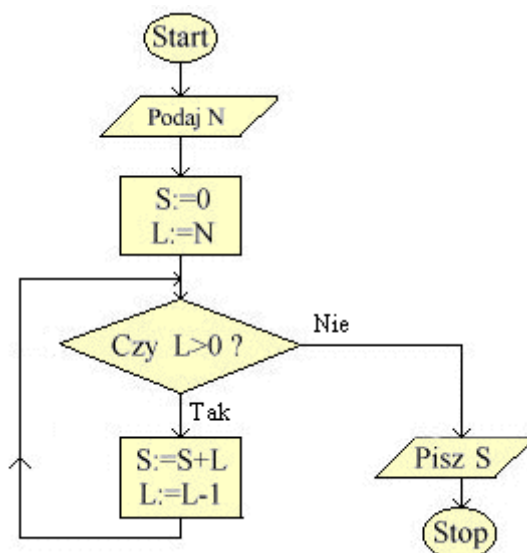 Start
Podaj N
S:=0
L:=N
Czy L>0 ?
Nie
Tak
S:=S+L
L:=L-1
Pisz S
Stop